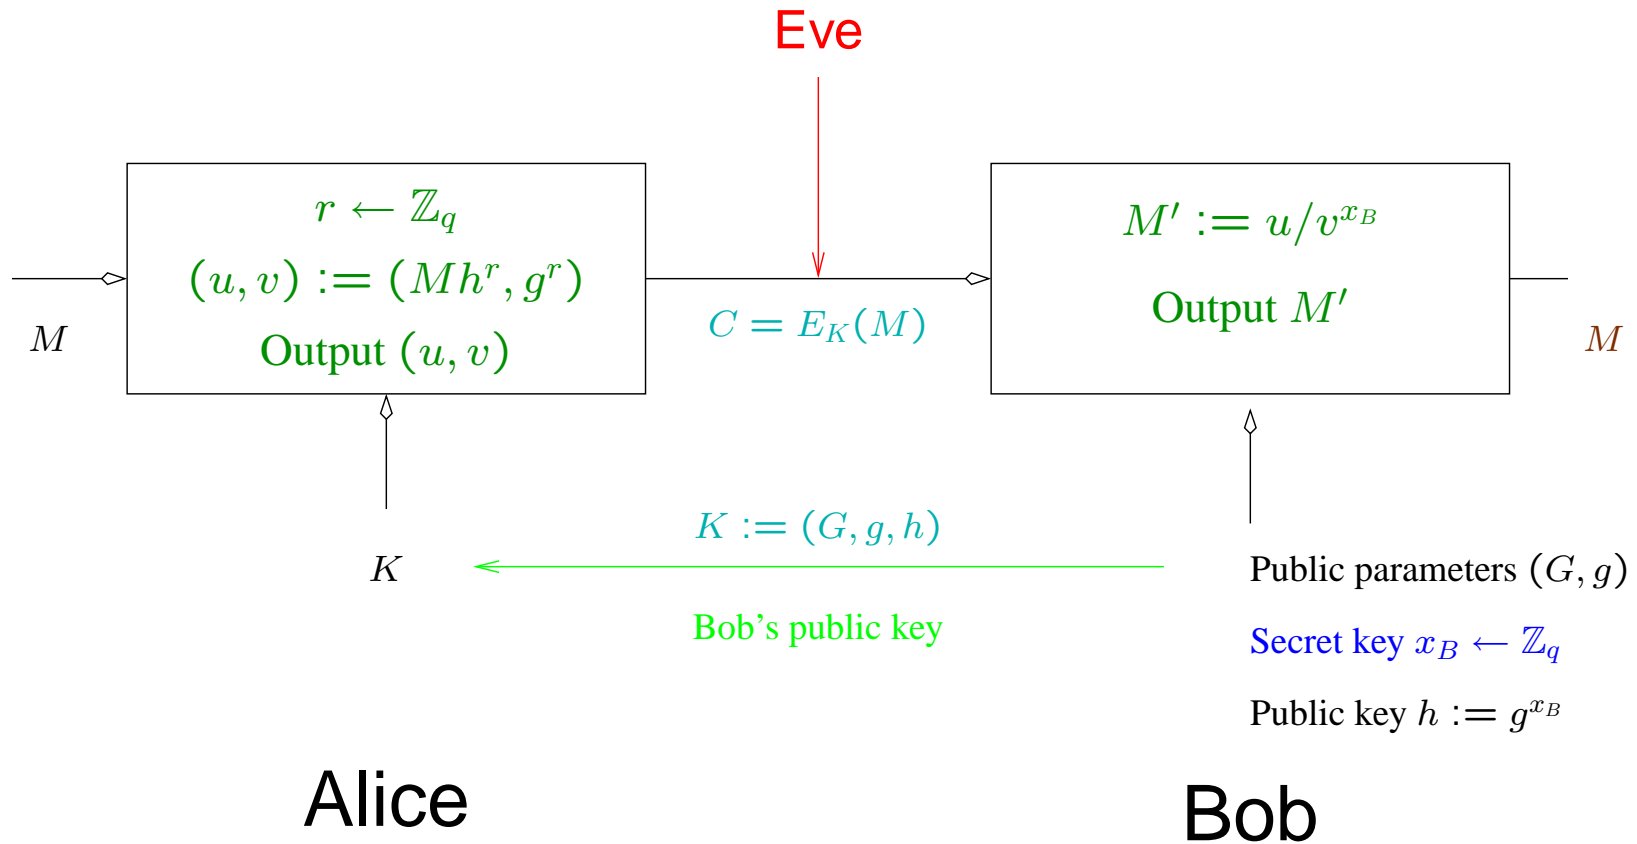 Eve
r ← ℤ_q
(u, v) := (Mh^r, g^r)
Output (u, v)
M
C = E_K(M)
M′ := u/v^{x_B}
Output M′
M
K := (G, g, h)
K
Bob’s public key
Public parameters (G, g)
Secret key x_B ← ℤ_q
Public key h := g^{x_B}
Alice
Bob